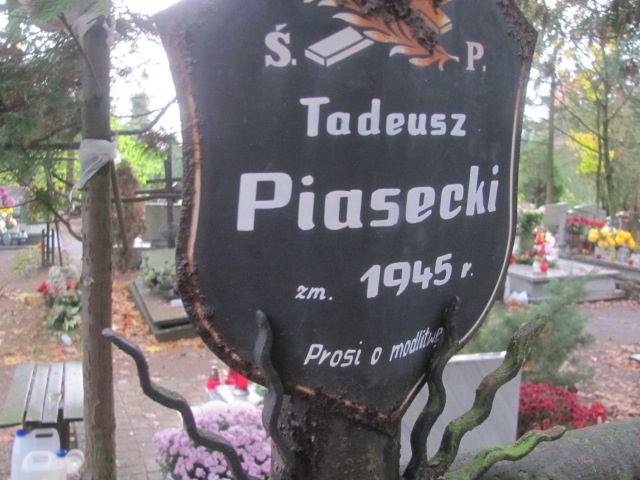 Ś. P.
Tadeusz
Piasecki
zm. 1945 r.
Prosi o modlitwę